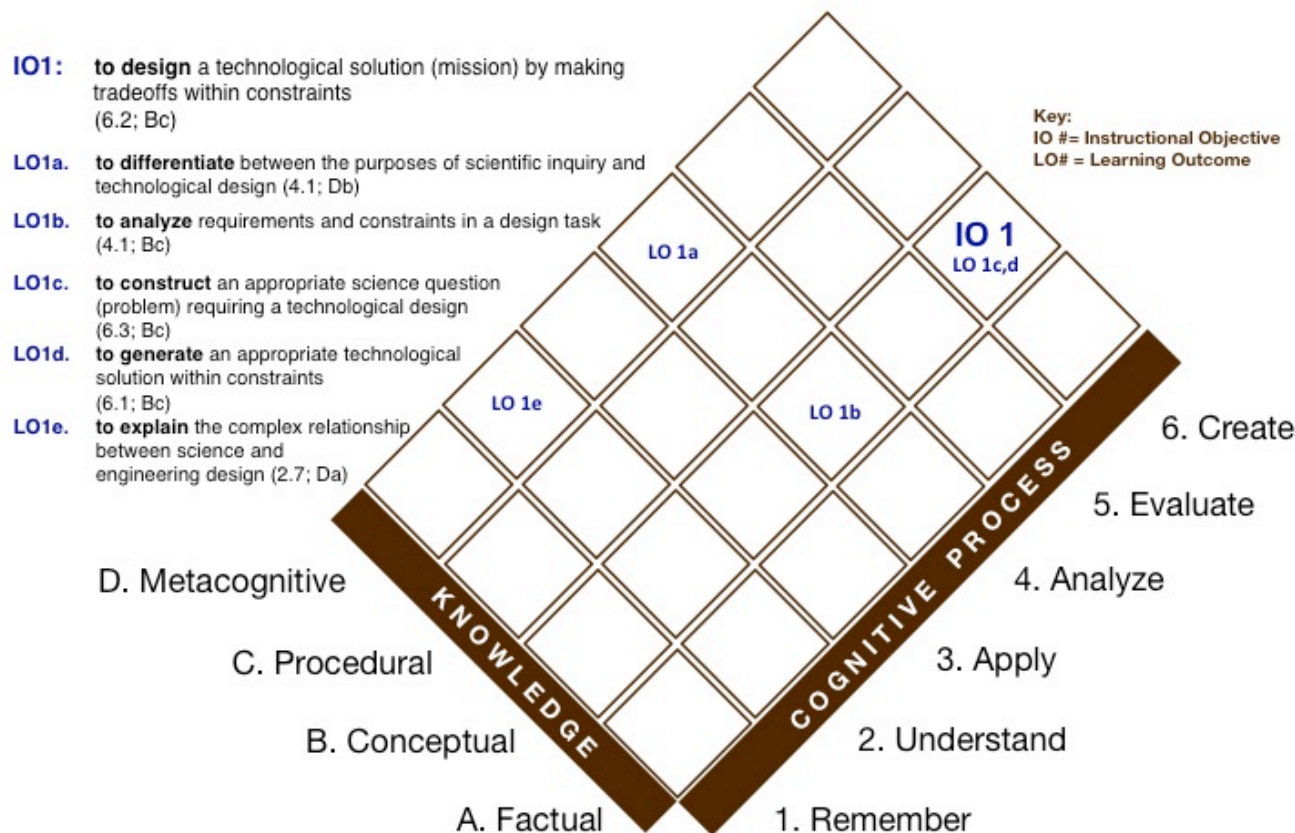 IO1: to design a technological solution (mission) by making
tradeoffs within constraints
(6.2; Bc)
LO1a. to differentiate between the purposes of scientific inquiry and
technological design (4.1; Db)
LO1b. to analyze requirements and constraints in a design task
(4.1; Bc)
LO1c. to construct an appropriate science question
(problem) requiring a technological design
(6.3; Bc)
LO1d. to generate an appropriate technological
solution within constraints
(6.1; Bc)
LO1e. to explain the complex relationship
between science and
engineering design (2.7; Da)
Key:
IO #= Instructional Objective
LO# = Learning Outcome
IO 1
LO 1c,d
LO 1a
LO 1e
LO 1b
KNOWLEDGE
D. Metacognitive
C. Procedural
B. Conceptual
A. Factual
COGNITIVE PROCESS
6. Create
5. Evaluate
4. Analyze
3. Apply
2. Understand
1. Remember